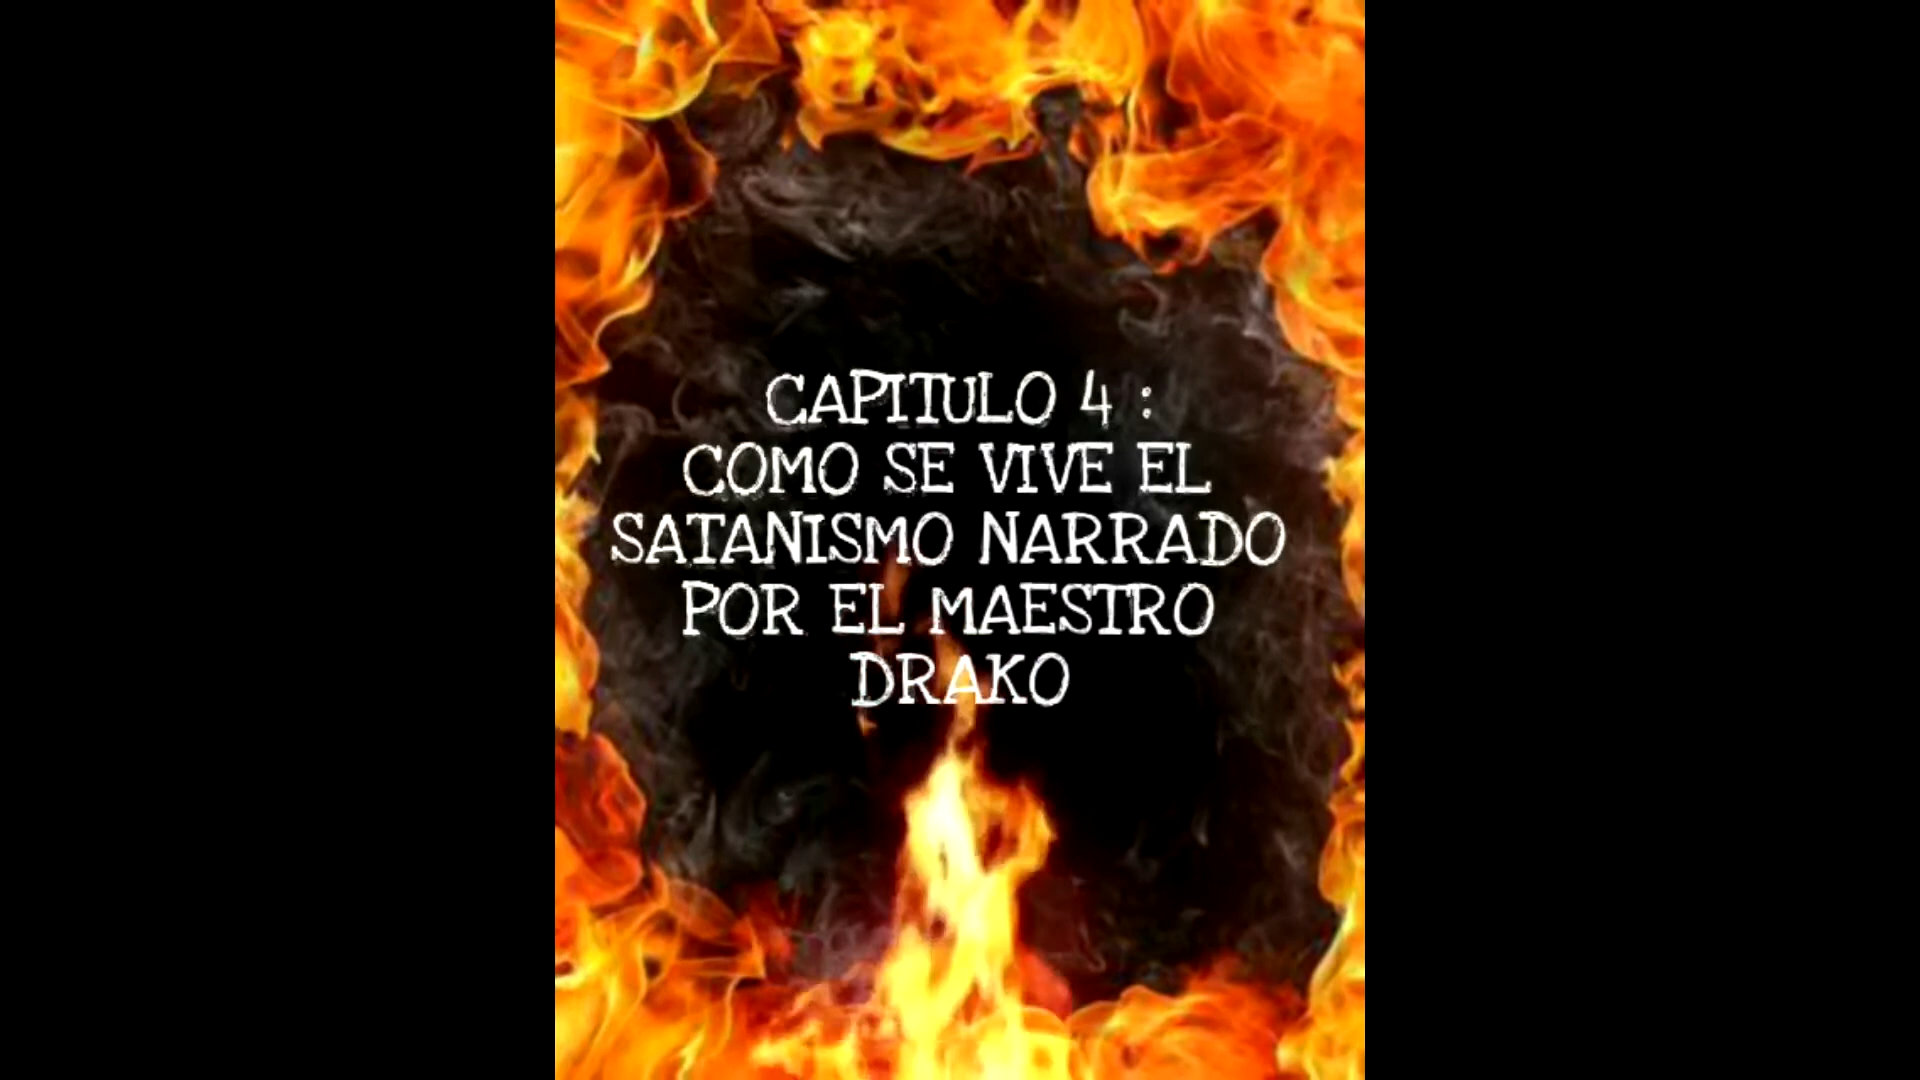 CAPITULO 4 :
COMO SE VIVE EL
SATANISMO NARRADO
POR EL MAESTRO
DRAKO